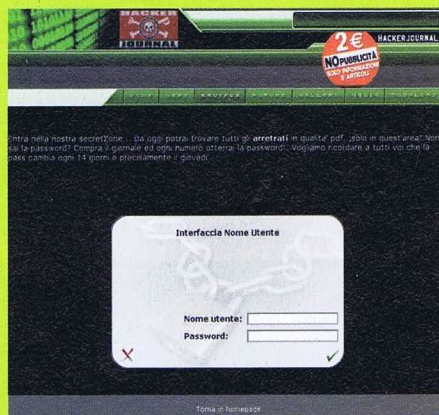 HACKER
JOURNAL
2€
NO PUBBLICITÀ
SOLO INFORMAZIONI
E ARTICOLI
HACKERJOURNAL
Entra nella nostra secretZone... Da oggi potrai trovare tutti gli arretrati in qualita' pdf, solo in quest'area! Non
sai la password? Compra il giornale ed ogni numero otterrai la password!. Vogliamo ricordare a tutti voi che la
pass cambia ogni 14 giorni e precisamente il giovedì.
Interfaccia Nome Utente
Nome utente:
Password:
Torna in homepage